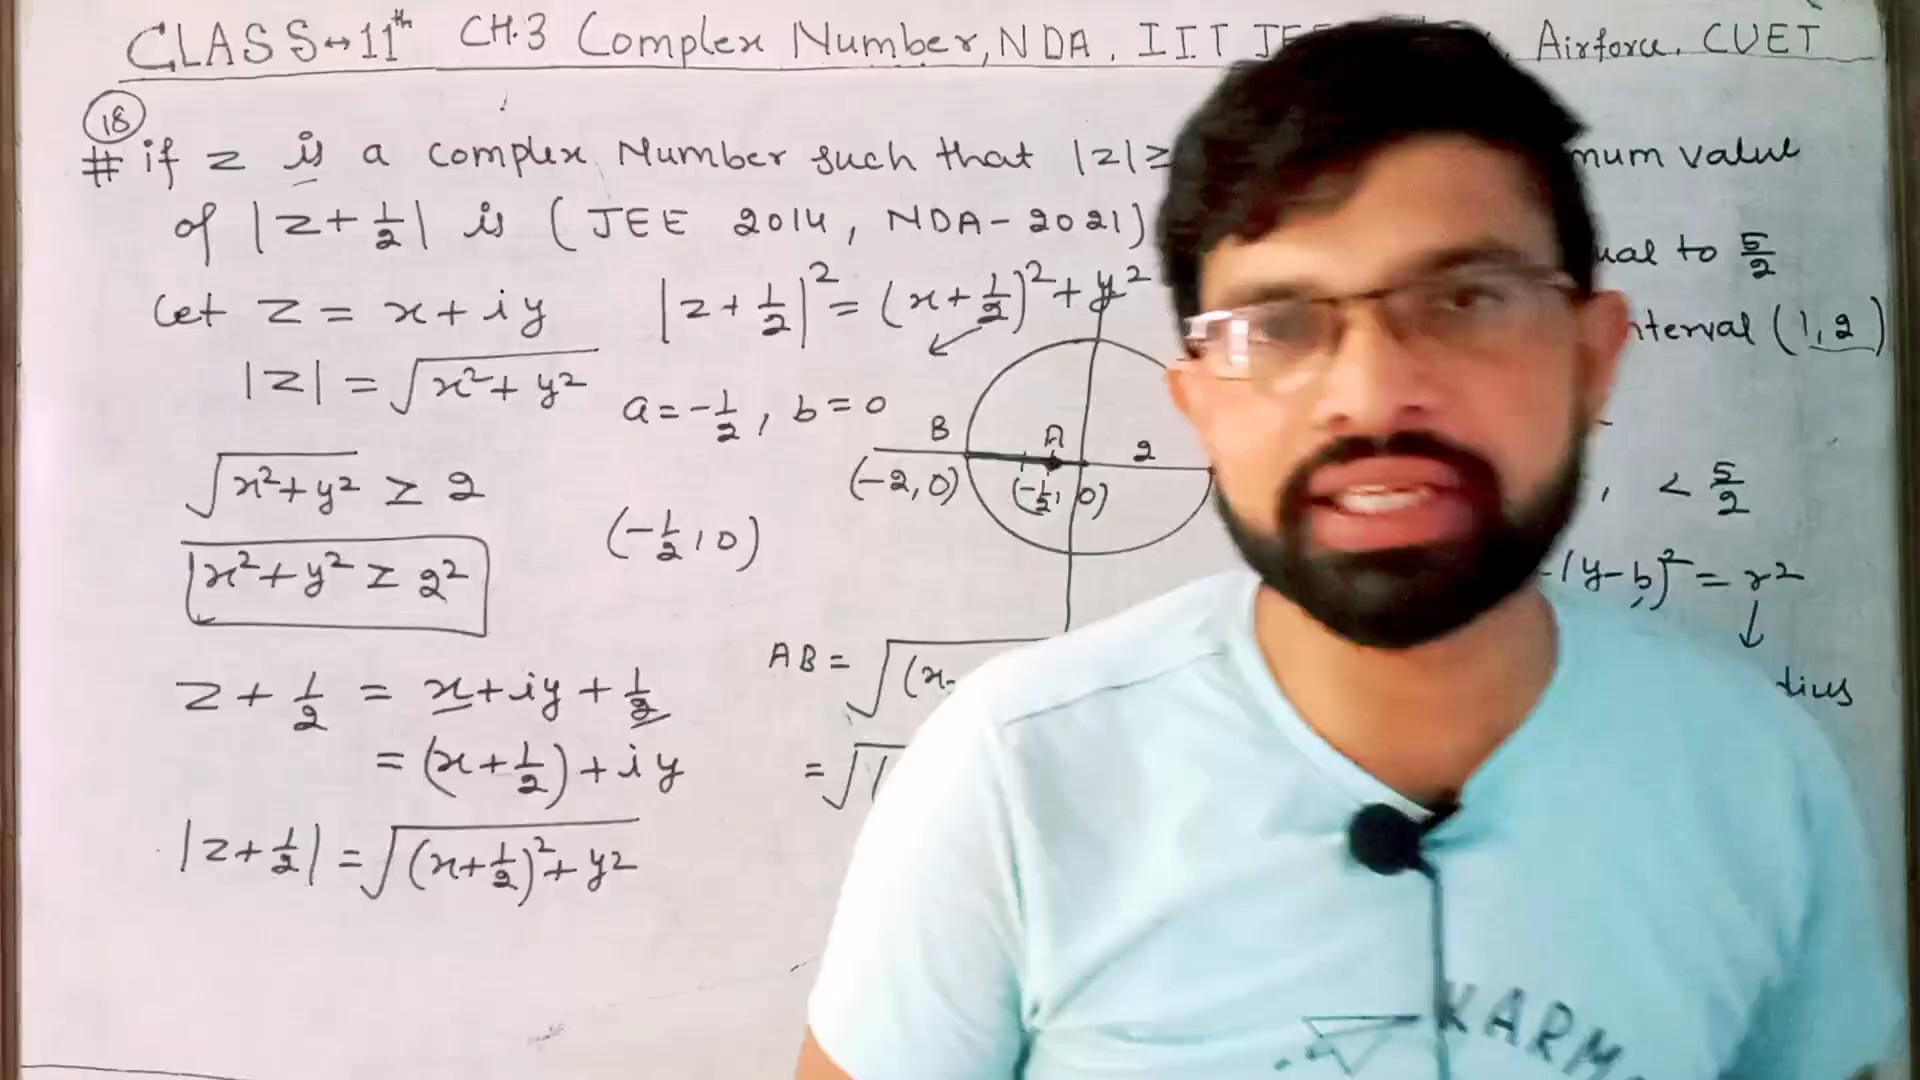 CLASS↔11th CH.3 Complex Number, NDA, IIT JEE Airforce, CUET
18
# if z is a complex Number such that |z| ≥ mum value
of |z + 1/2| is (JEE 2014, NDA-2021)
ual to 5/2
nterval (1,2)
Let z = x + iy
|z| = √(x²+y²)
√(x²+y²) ≥ 2
x²+y² ≥ 2²
z + 1/2 = x+iy+1/2
= (x+1/2)+iy
|z+1/2| = √((x+1/2)²+y²)
|z+1/2|² = (x+1/2)²+y²
a=-1/2, b=0
(-1/2, 0)
B A 2
(-2,0) (-1/2, 0)
AB = √(x-
= √(
, < 5/2
(y-b)² = r²
↓
dius
KARM